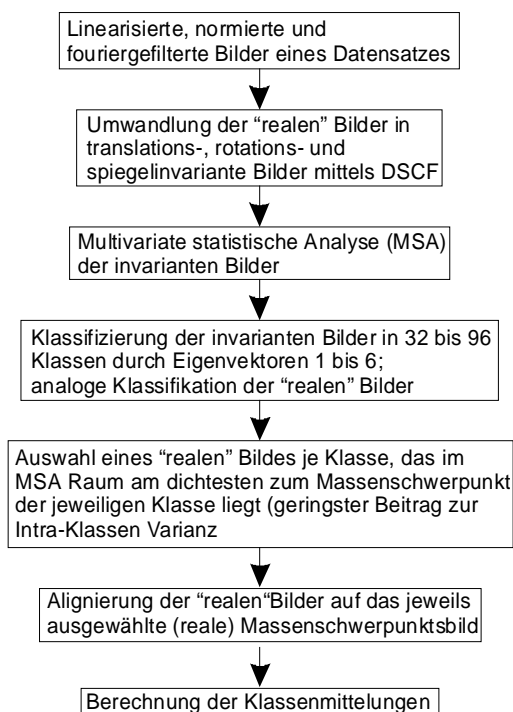 Linearisierte, normierte und
fouriergefilterte Bilder eines Datensatzes
Umwandlung der “realen” Bilder in
translations-, rotations- und
spiegelinvariante Bilder mittels DSCF
Multivariate statistische Analyse (MSA)
der invarianten Bilder
Klassifizierung der invarianten Bilder in 32 bis 96
Klassen durch Eigenvektoren 1 bis 6;
analoge Klassifikation der “realen” Bilder
Auswahl eines “realen” Bildes je Klasse, das im
MSA Raum am dichtesten zum Massenschwerpunkt
der jeweiligen Klasse liegt (geringster Beitrag zur
Intra-Klassen Varianz
Alignierung der “realen“Bilder auf das jeweils
ausgewählte (reale) Massenschwerpunktsbild
Berechnung der Klassenmittelungen